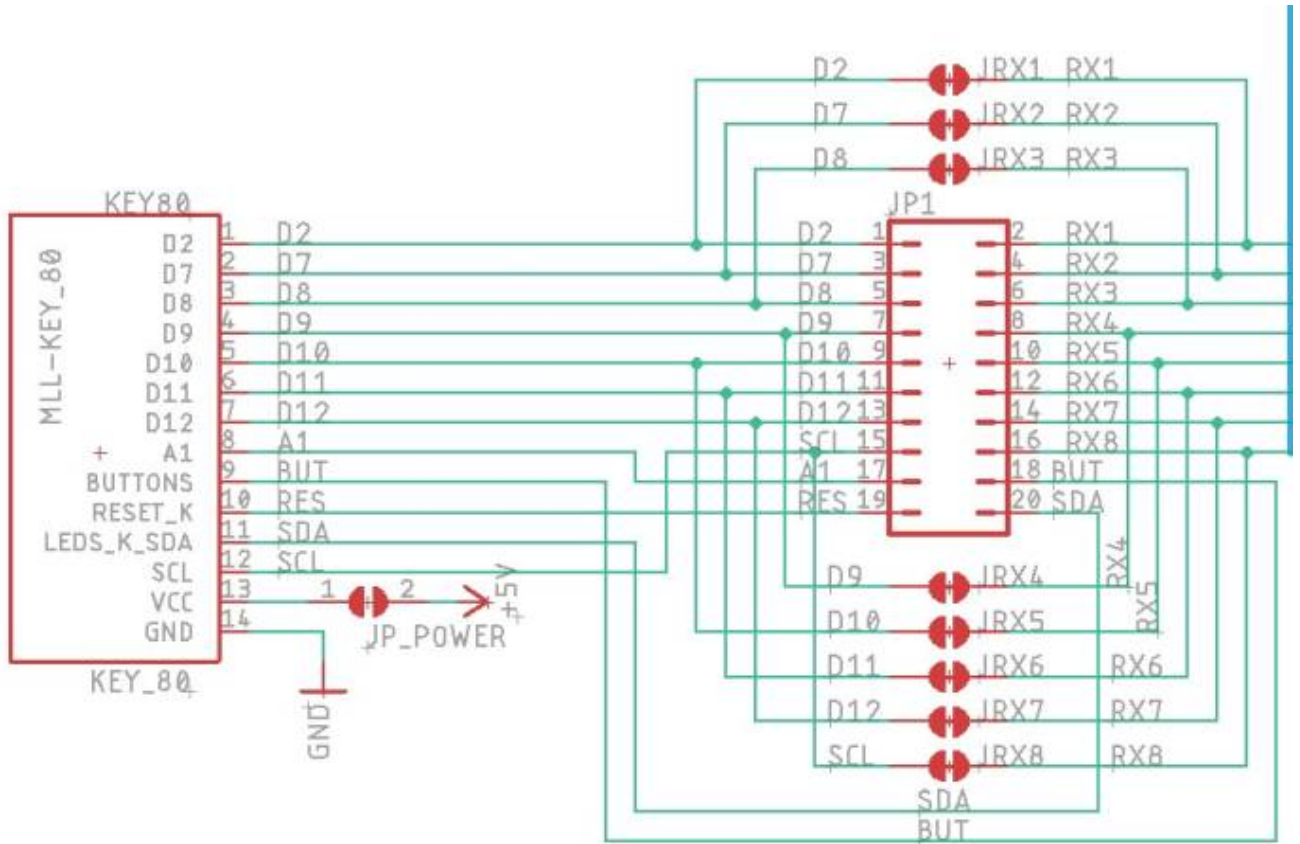 D2 JRX1 RX1
D7 JRX2 RX2
D8 JRX3 RX3
KEY80
JP1
MLL-KEY_80
D2 1 D2 D2 1 2 RX1
D7 2 D7 D7 3 4 RX2
D8 3 D8 D8 5 6 RX3
D9 4 D9 D9 7 8 RX4
D10 5 D10 D10 9 10 RX5
D11 6 D11 D11 11 12 RX6
D12 7 D12 D12 13 14 RX7
A1 8 A1 SCL 15 16 RX8
BUTTONS 9 BUT A1 17 18 BUT
RESET_K 10 RES RES 19 20 SDA
LEDS_K_SDA 11 SDA
SCL 12 SCL
VCC 13 1 2 +5V
GND 14
JP_POWER
KEY_80
GND
D9 JRX4 RX4
D10 JRX5 RX5
D11 JRX6 RX6
D12 JRX7 RX7
SCL JRX8 RX8
SDA
BUT